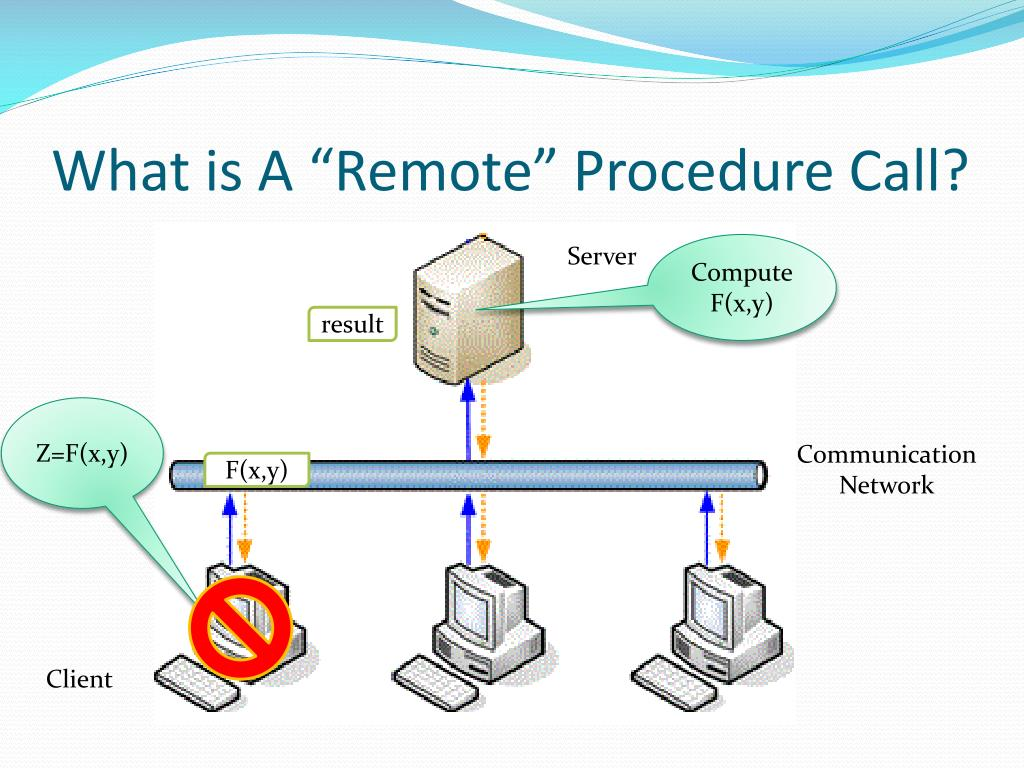 What is A “Remote” Procedure Call?
Server
Compute
F(x,y)
result
Z=F(x,y)
F(x,y)
Communication
Network
Client